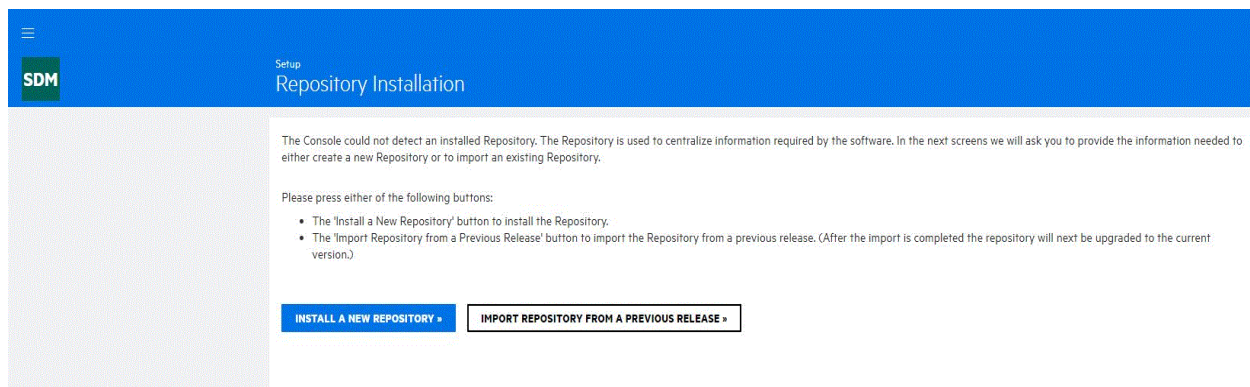 Setup
SDM
Repository Installation
The Console could not detect an installed Repository. The Repository is used to centralize information required by the software. In the next screens we will ask you to provide the information needed to
either create a new Repository or to import an existing Repository.
Please press either of the following buttons:
• The 'Install a New Repository' button to install the Repository.
• The 'Import Repository from a Previous Release' button to import the Repository from a previous release. (After the import is completed the repository will next be upgraded to the current
version.)
INSTALL A NEW REPOSITORY » IMPORT REPOSITORY FROM A PREVIOUS RELEASE »